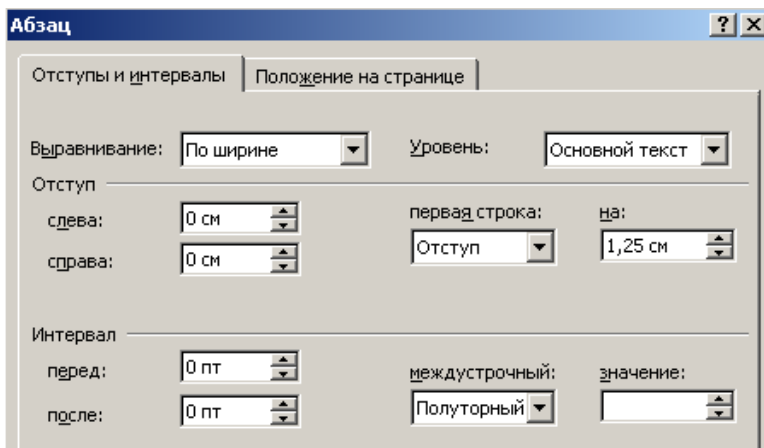 Абзац
Отступы и интервалы Положение на странице
Выравнивание: По ширине Уровень: Основной текст
Отступ
слева: 0 см первая строка: на:
справа: 0 см Отступ 1,25 см
Интервал
перед: 0 пт междустрочный: значение:
после: 0 пт Полуторный